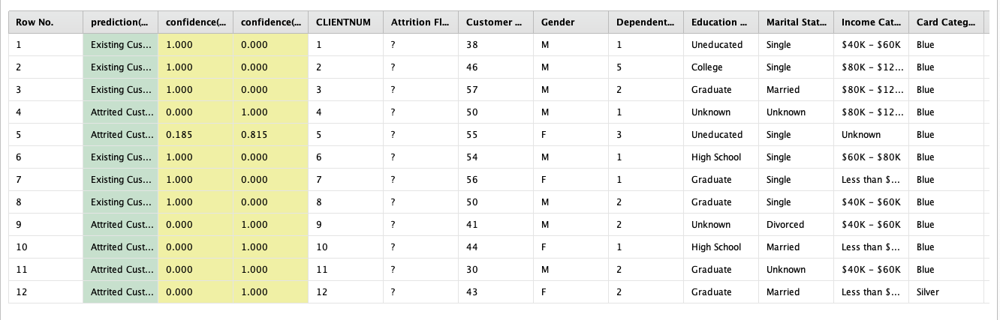 Row No. prediction(... confidence(... confidence(... CLIENTNUM Attrition Fl... Customer ... Gender Dependent... Education ... Marital Stat... Income Cat... Card Categ...
1 Existing Cus... 1.000 0.000 1 ? 38 M 1 Uneducated Single $40K - $60K Blue
2 Existing Cus... 1.000 0.000 2 ? 46 M 5 College Single $80K - $12... Blue
3 Existing Cus... 1.000 0.000 3 ? 57 M 2 Graduate Married $80K - $12... Blue
4 Attrited Cust... 0.000 1.000 4 ? 50 M 1 Unknown Unknown $80K - $12... Blue
5 Attrited Cust... 0.185 0.815 5 ? 55 F 3 Uneducated Single Unknown Blue
6 Existing Cus... 1.000 0.000 6 ? 54 M 1 High School Single $60K - $80K Blue
7 Existing Cus... 1.000 0.000 7 ? 56 F 1 Graduate Single Less than $... Blue
8 Existing Cus... 1.000 0.000 8 ? 50 M 2 Graduate Single $40K - $60K Blue
9 Attrited Cust... 0.000 1.000 9 ? 41 M 2 Unknown Divorced $40K - $60K Blue
10 Attrited Cust... 0.000 1.000 10 ? 44 F 1 High School Married Less than $... Blue
11 Attrited Cust... 0.000 1.000 11 ? 30 M 2 Graduate Unknown $40K - $60K Blue
12 Attrited Cust... 0.000 1.000 12 ? 43 F 2 Graduate Married Less than $... Silver